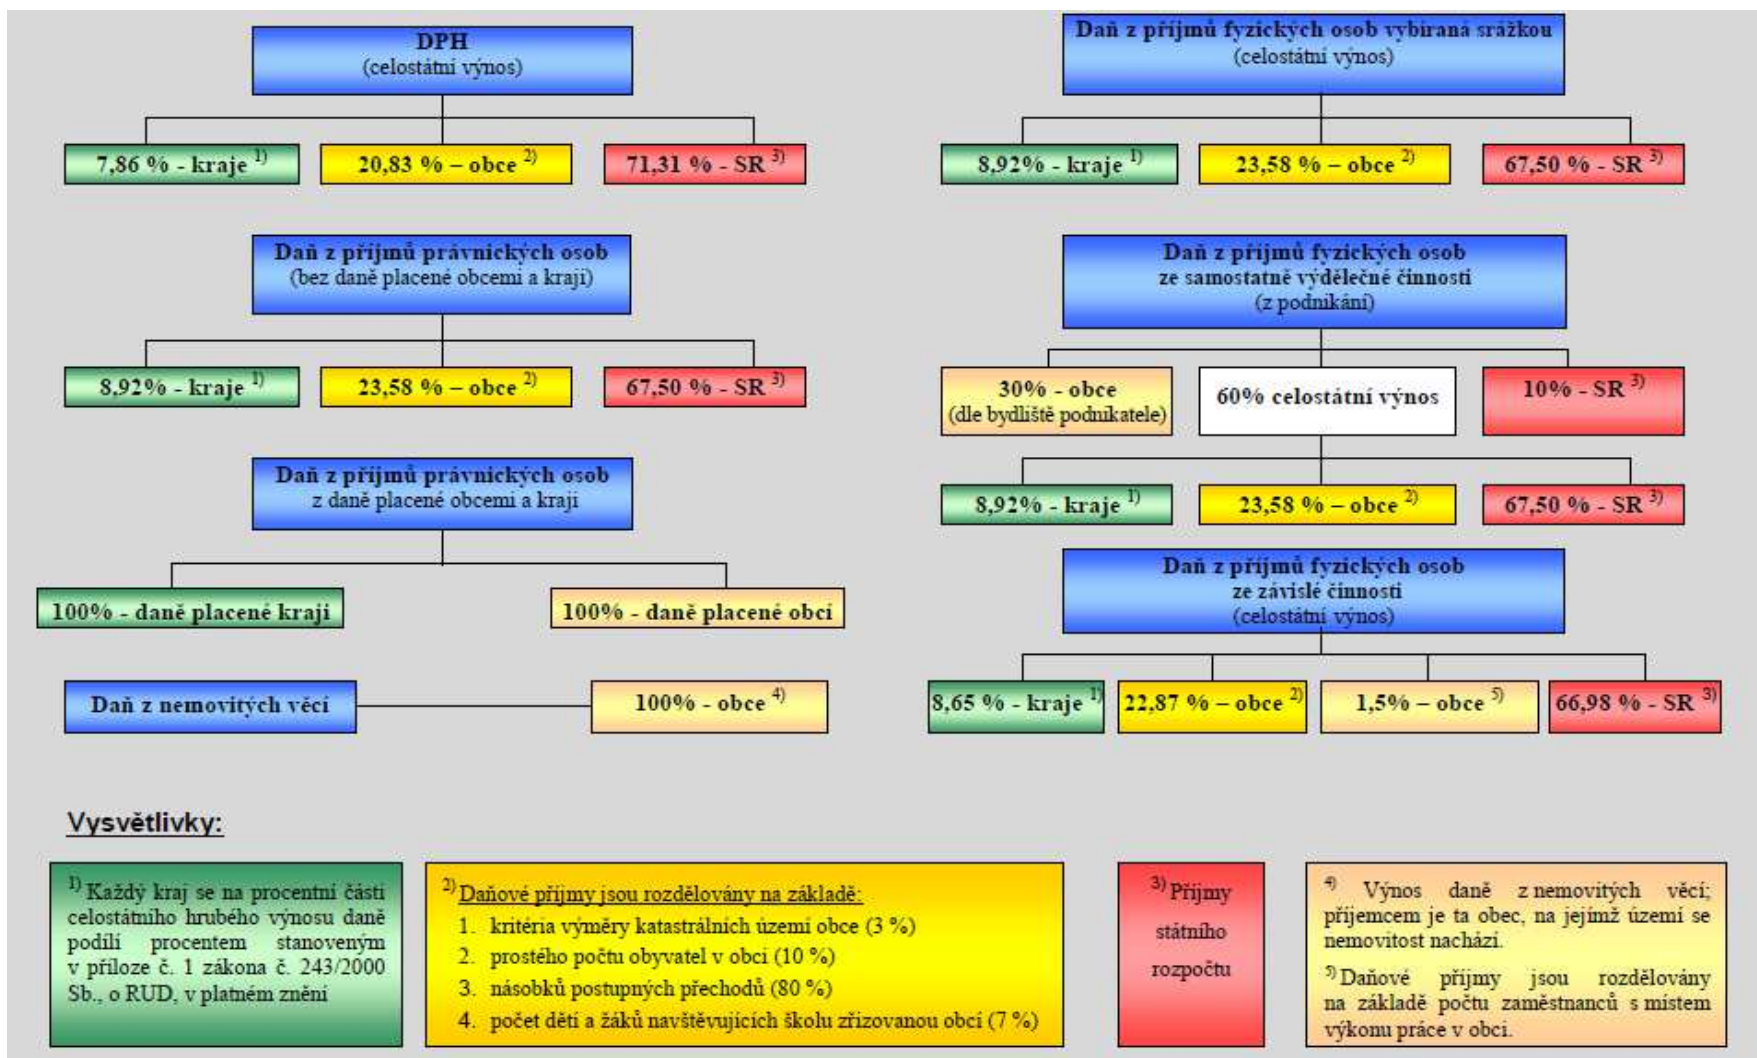 DPH
(celostátní výnos)
7,86 % - kraje 1)
20,83 % – obce 2)
71,31 % - SR 3)
Daň z příjmů právnických osob
(bez daně placené obcemi a kraji)
8,92% - kraje 1)
23,58 % – obce 2)
67,50 % - SR 3)
Daň z příjmů právnických osob
z daně placené obcemi a kraji
100% - daně placené kraji
100% - daně placené obcí
Daň z nemovitých věcí
100% - obce 4)
Daň z příjmů fyzických osob vybíraná srážkou
(celostátní výnos)
8,92% - kraje 1)
23,58 % – obce 2)
67,50 % - SR 3)
Daň z příjmů fyzických osob
ze samostatně výdělečné činnosti
(z podnikání)
30% - obce
(dle bydliště podnikatele)
60% celostátní výnos
10% - SR 3)
8,92% - kraje 1)
23,58 % – obce 2)
67,50 % - SR 3)
Daň z příjmů fyzických osob
ze závislé činnosti
(celostátní výnos)
8,65 % - kraje 1)
22,87 % – obce 2)
1,5% – obce 5)
66,98 % - SR 3)
Vysvětlivky:
1) Každý kraj se na procentní části
celostátního hrubého výnosu daně
podílí procentem stanoveným
v příloze č. 1 zákona č. 243/2000
Sb., o RUD, v platném znění
2) Daňové příjmy jsou rozdělovány na základě:
1. kritéria výměry katastrálních území obce (3 %)
2. prostého počtu obyvatel v obci (10 %)
3. násobků postupných přechodů (80 %)
4. počet dětí a žáků navštěvujících školu zřizovanou obcí (7 %)
3) Příjmy
státního
rozpočtu
4) Výnos daně z nemovitých věcí;
příjemcem je ta obec, na jejímž území se
nemovitost nachází.
5) Daňové příjmy jsou rozdělovány
na základě počtu zaměstnanců s místem
výkonu práce v obci.